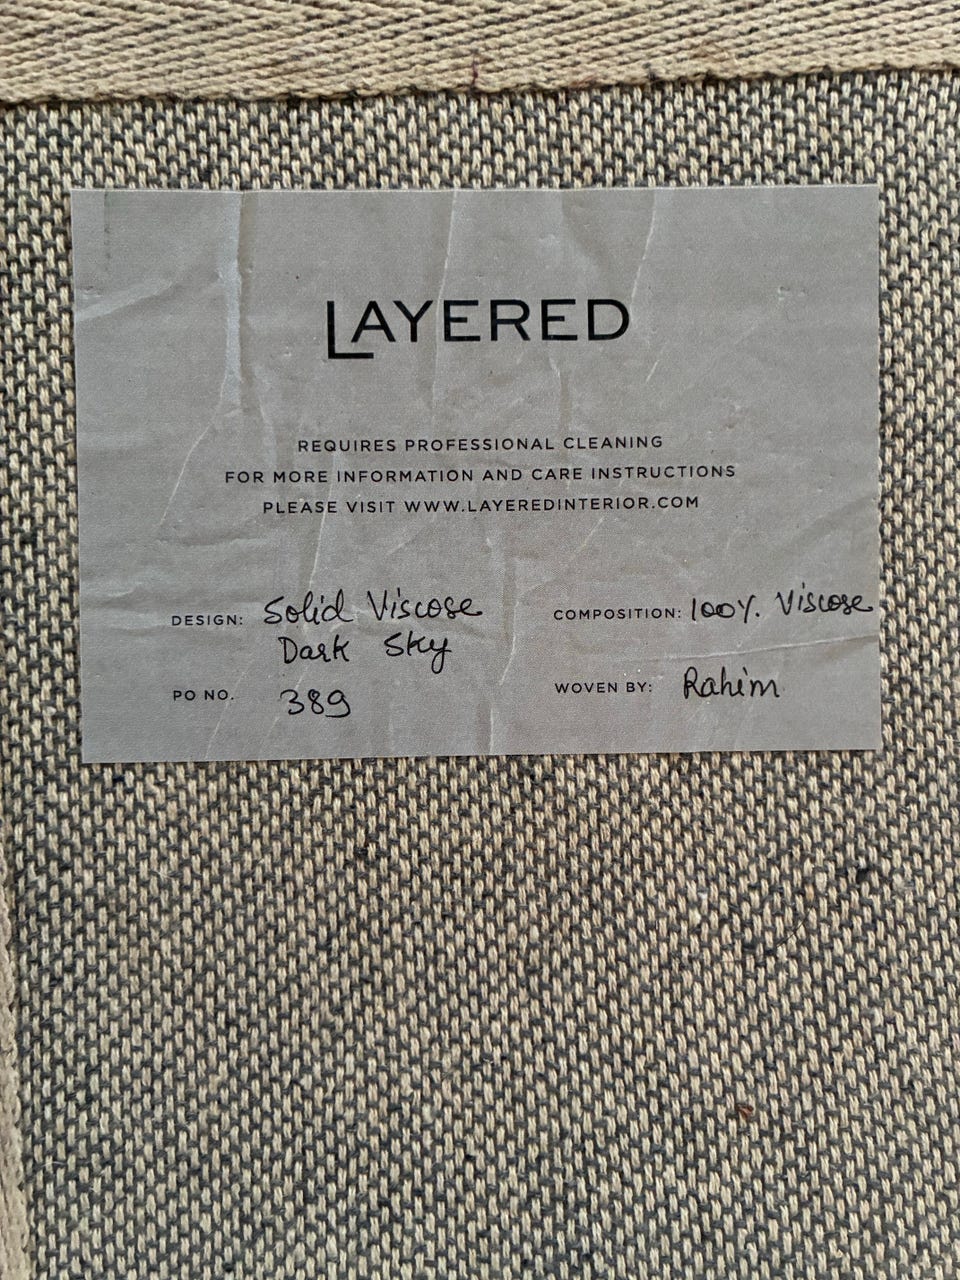 LAYERED
REQUIRES PROFESSIONAL CLEANING
FOR MORE INFORMATION AND CARE INSTRUCTIONS
PLEASE VISIT WWW.LAYEREDINTERIOR.COM
DESIGN: Solid Viscose
Dark Sky
COMPOSITION: 100%. Viscose
PO NO. 389
WOVEN BY: Rahim